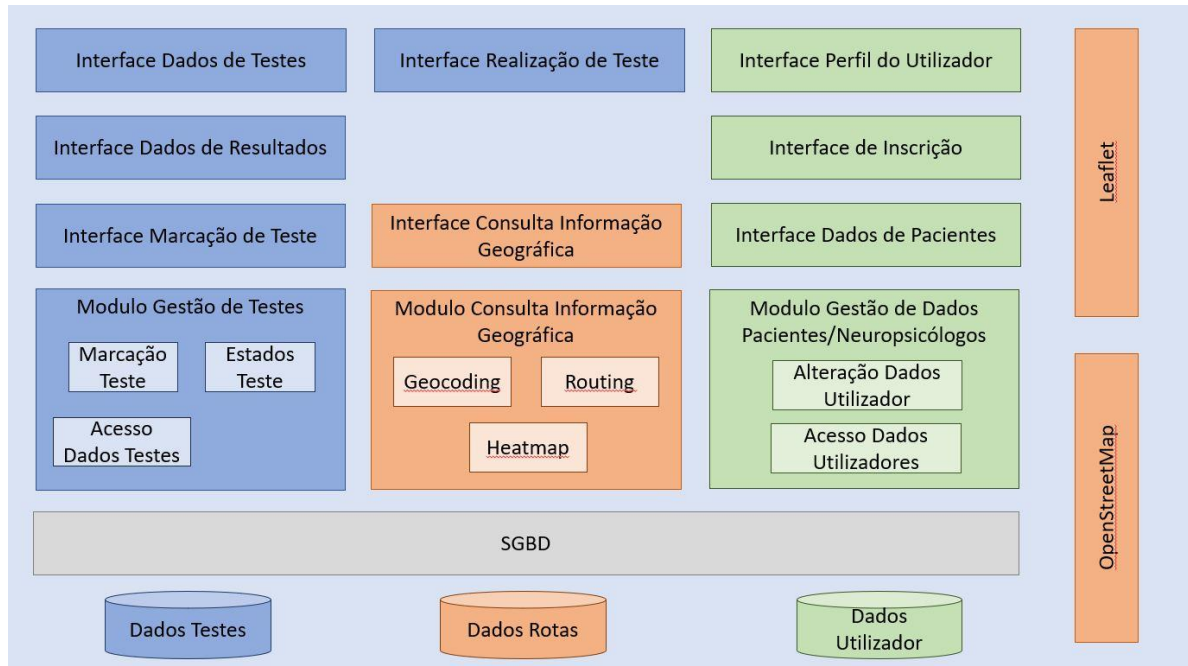 Interface Dados de Testes
Interface Realização de Teste
Interface Perfil do Utilizador
Interface Dados de Resultados
Interface de Inscrição
Interface Marcação de Teste
Interface Consulta Informação
Geográfica
Interface Dados de Pacientes
Leaflet
Modulo Gestão de Testes
Marcação
Teste
Estados
Teste
Acesso
Dados Testes
Modulo Consulta Informação
Geográfica
Geocoding
Routing
Heatmap
Modulo Gestão de Dados
Pacientes/Neuropsicólogos
Alteração Dados
Utilizador
Acesso Dados
Utilizadores
OpenStreetMap
SGBD
Dados Testes
Dados Rotas
Dados
Utilizador